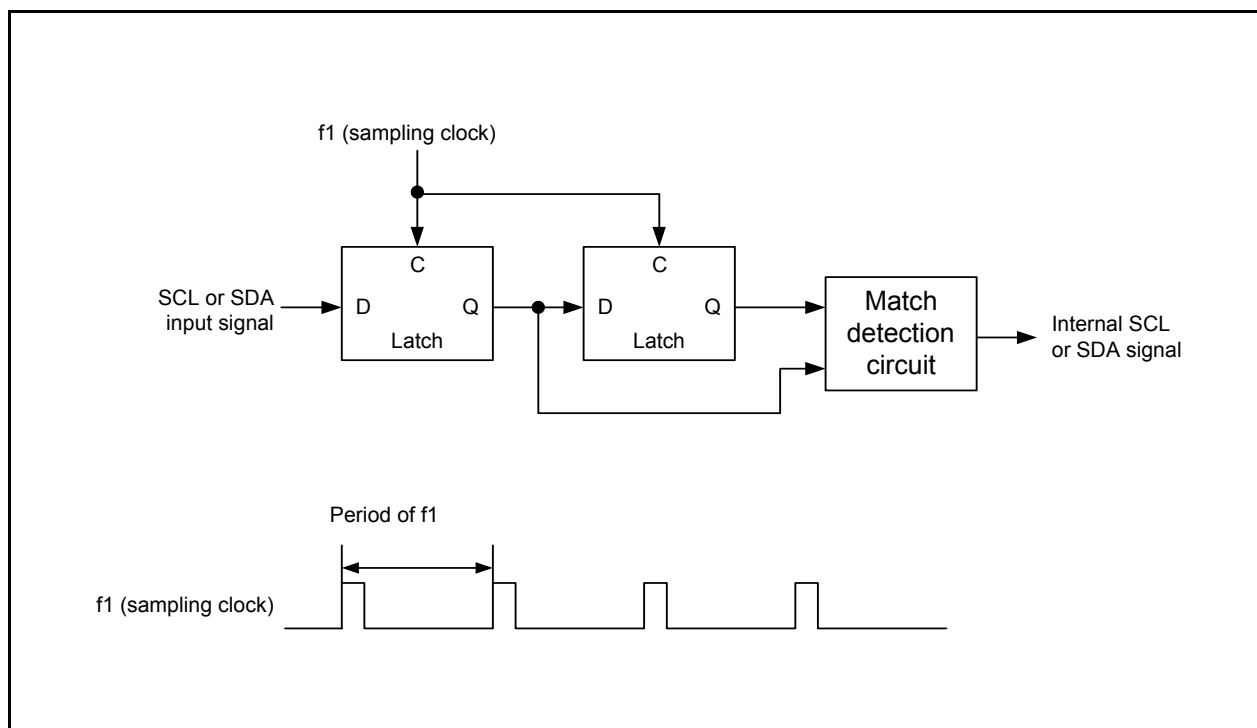 f1 (sampling clock)
C
C
SCL or SDA
input signal
D
Q
D
Q
Latch
Latch
Match
detection
circuit
Internal SCL
or SDA signal
Period of f1
f1 (sampling clock)